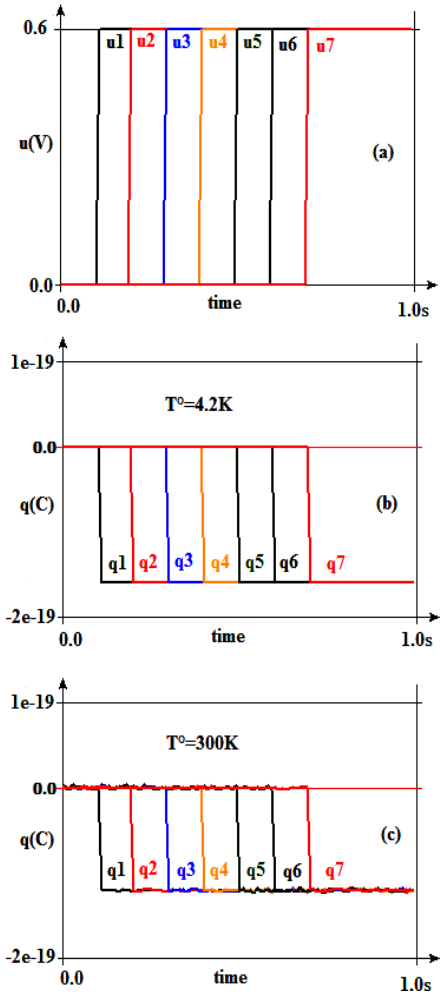 0.6
u1 u2 u3 u4 u5 u6 u7
u(V)
(a)
0.0
0.0 time 1.0s
1e-19
T°=4.2K
0.0
q(C)
(b)
q1 q2 q3 q4 q5 q6 q7
-2e-19
0.0 time 1.0s
1e-19
T°=300K
0.0
q(C)
(c)
q1 q2 q3 q4 q5 q6 q7
-2e-19
0.0 time 1.0s